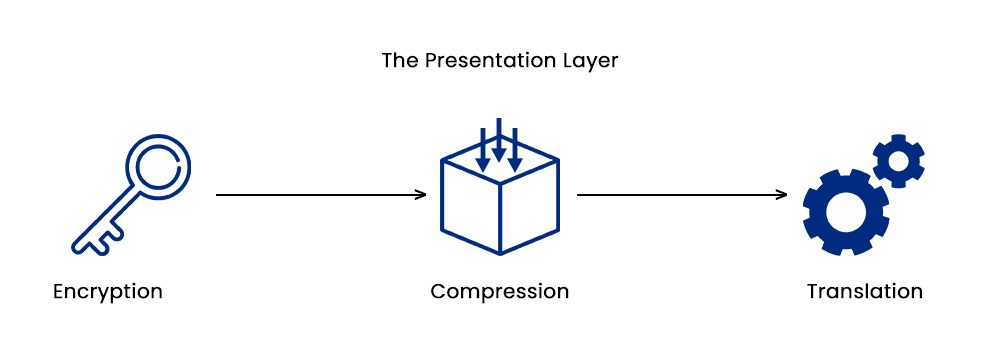 The Presentation Layer
Encryption
Compression
Translation